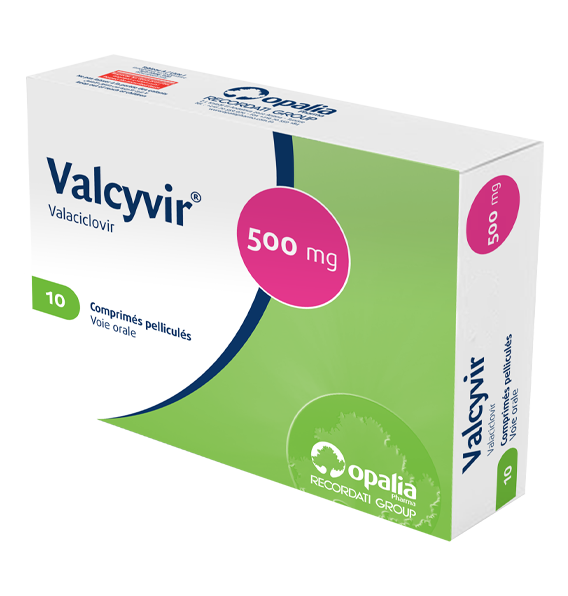 opalia
Pharma
RECORDATI GROUP
Valcyvir®
Valaciclovir
500 mg
10
Comprimés pelliculés
Voie orale
opalia
Pharma
RECORDATI GROUP
500 mg
Valcyvir
Valaciclovir
Comprimés pelliculés
Voie orale
10